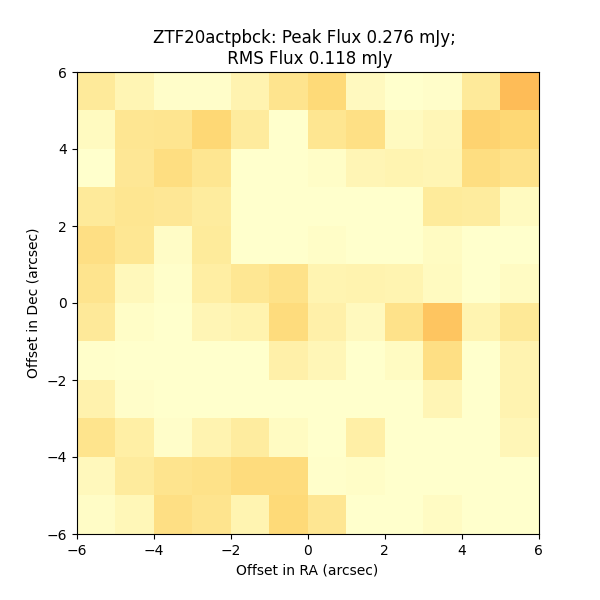 ZTF20actpbck: Peak Flux 0.276 mJy;
RMS Flux 0.118 mJy
6
4
2
0
−2
−4
−6
Offset in Dec (arcsec)
−6 −4 −2 0 2 4 6
Offset in RA (arcsec)